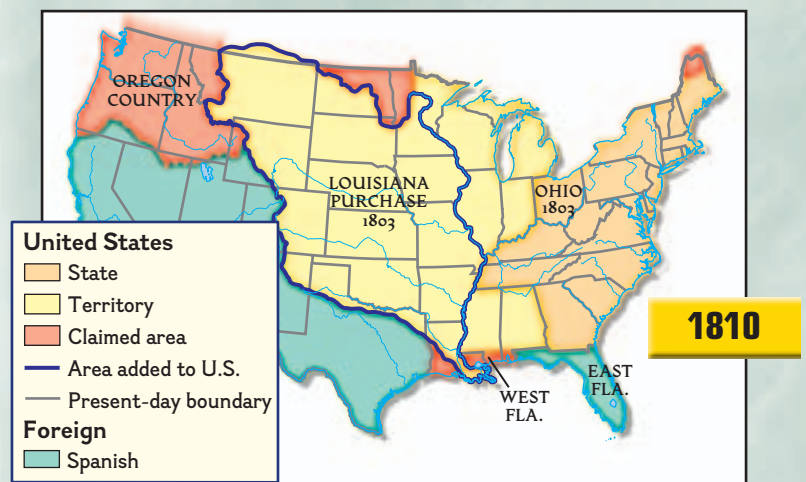 OREGON
COUNTRY
LOUISIANA
PURCHASE
1803
OHIO
1803
United States
State
Territory
Claimed area
Area added to U.S.
Present-day boundary
Foreign
Spanish
1810
EAST
FLA.
WEST
FLA.